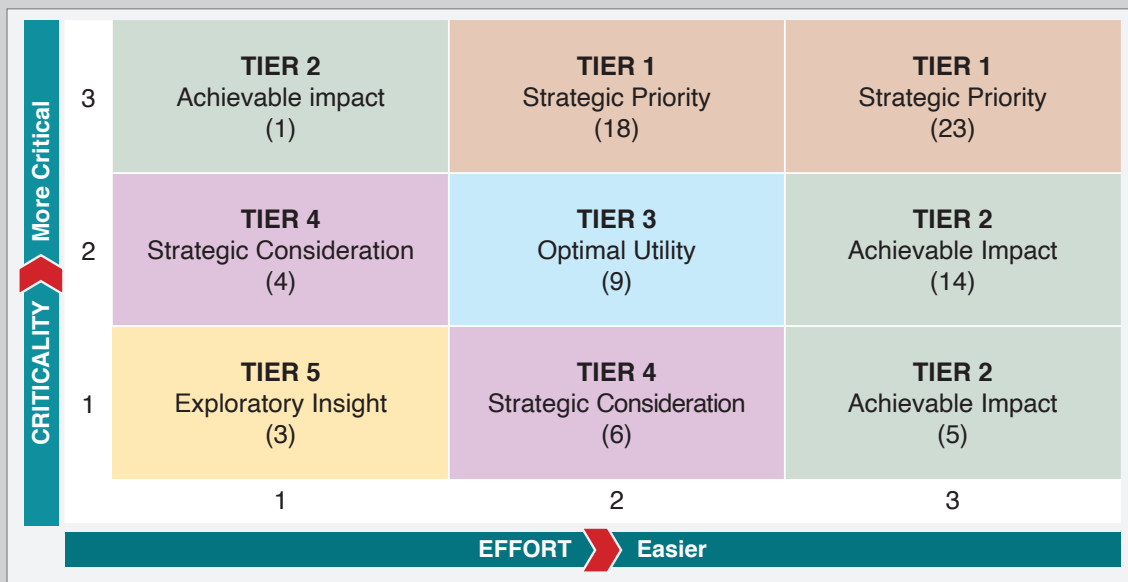 CRITICALITY More Critical
3
TIER 2
Achievable impact
(1)
TIER 1
Strategic Priority
(18)
TIER 1
Strategic Priority
(23)
2
TIER 4
Strategic Consideration
(4)
TIER 3
Optimal Utility
(9)
TIER 2
Achievable Impact
(14)
1
TIER 5
Exploratory Insight
(3)
TIER 4
Strategic Consideration
(6)
TIER 2
Achievable Impact
(5)
1 2 3
EFFORT Easier